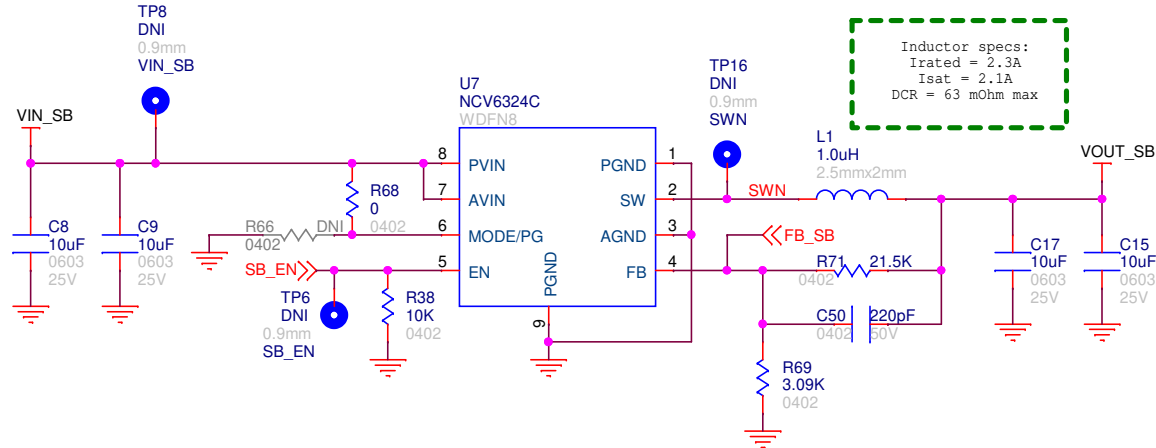 TP8
DNI
0.9mm
VIN_SB
VIN_SB
C8
10uF
0603
25V
C9
10uF
0603
25V
R68
0
0402
R66
DNI
0402
SB_EN
TP6
DNI
0.9mm
SB_EN
R38
10K
0402
U7
NCV6324C
WDFN8
8 PVIN
7 AVIN
6 MODE/PG
5 EN
PGND 1
SW 2
AGND 3
FB 4
PGND
9
TP16
DNI
0.9mm
SWN
SWN
Inductor specs:
Irated = 2.3A
Isat = 2.1A
DCR = 63 mOhm max
L1
1.0uH
2.5mmx2mm
VOUT_SB
FB_SB
R71 21.5K
0402
C50 220pF
0402 50V
R69
3.09K
0402
C17
10uF
0603
25V
C15
10uF
0603
25V